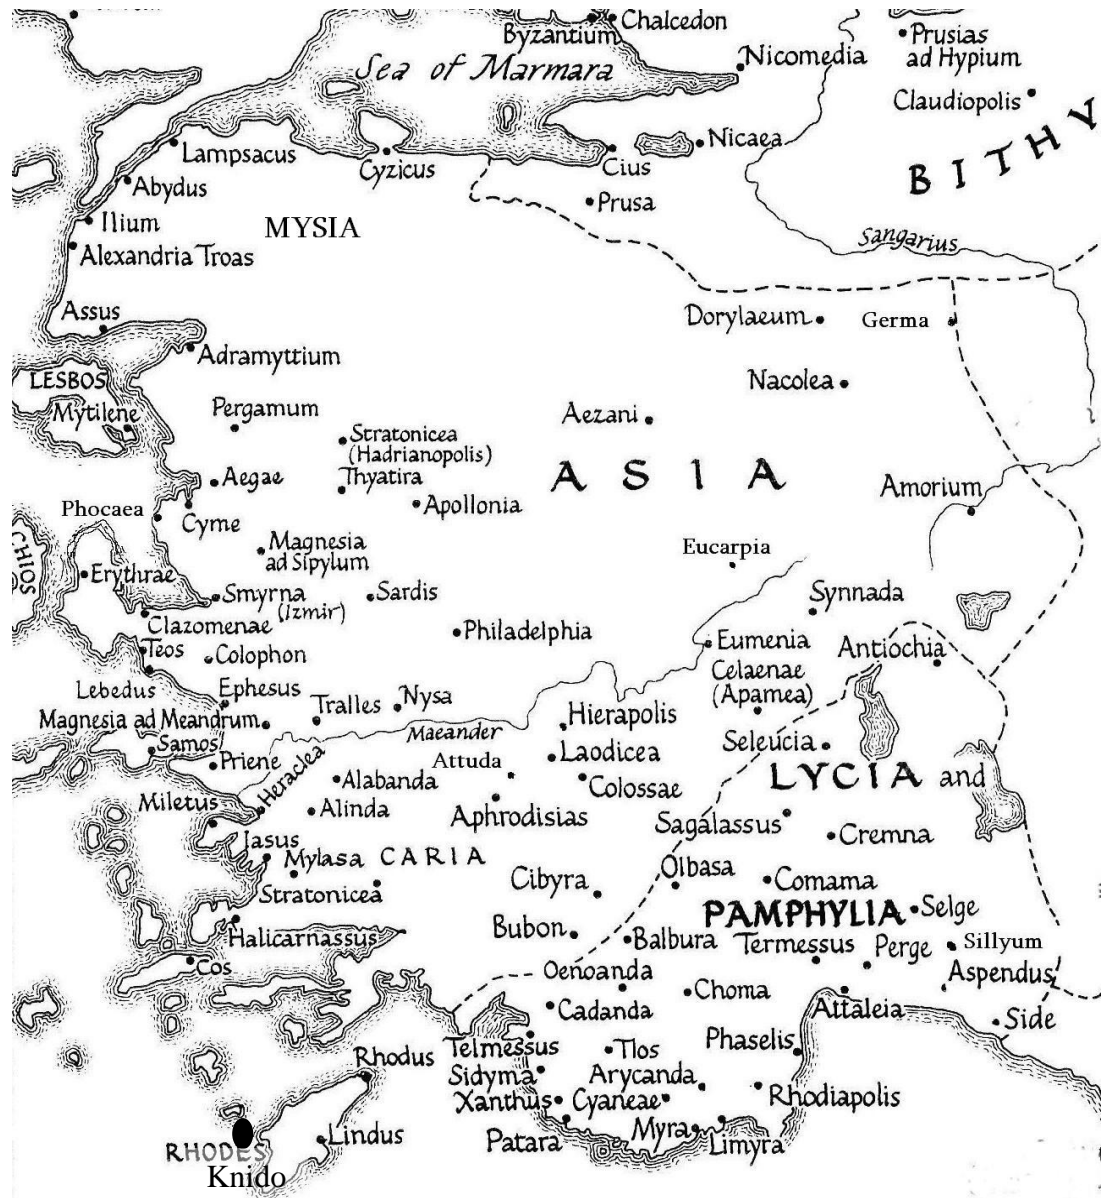 Byzantium
Chalcedon
Sea of Marmara
Nicomedia
Prusias
ad Hypium
Claudiopolis
BITHY
Lampsacus
Cyzicus
Cius
Nicaea
Abydus
Prusa
Ilium
MYSIA
Alexandria Troas
Sangarius
Assus
Dorylaeum
Germa
Adramyttium
LESBOS
Mytilene
Pergamum
Nacolea
Aezani
Stratonicea
(Hadrianopolis)
Thyatira
Aegae
ASIA
Apollonia
Amorium
Phocaea
Cyme
CHIOS
Magnesia
ad Sipylum
Eucarpia
Erythrae
Smyrna
(Izmir)
Sardis
Synnada
Clazomenae
Philadelphia
Eumenia
Teos
Colophon
Antiochia
Celaenae
(Apamea)
Lebedus
Ephesus
Tralles
Nysa
Magnesia ad Meandrum
Hierapolis
Maeander
Samos
Priene
Seleucia
Laodicea
Attuda
Heraclea
Alabanda
Colossae
LYCIA and
Miletus
Alinda
Aphrodisias
Sagalassus
Cremna
Iasus
Mylasa
CARIA
Stratonicea
Cibyra
Olbasa
Comama
PAMPHYLIA
Selge
Halicarnassus
Bubon
Balbura
Termessus
Perge
Sillyum
Cos
Oenoanda
Aspendus
Cadanda
Choma
Attaleia
Side
Telmessus
Tlos
Phaselis
Rhodus
Sidyma
Arycanda
Xanthus
Cyaneae
Rhodiapolis
Lindus
Patara
Myra
Limyra
RHODES
Knido